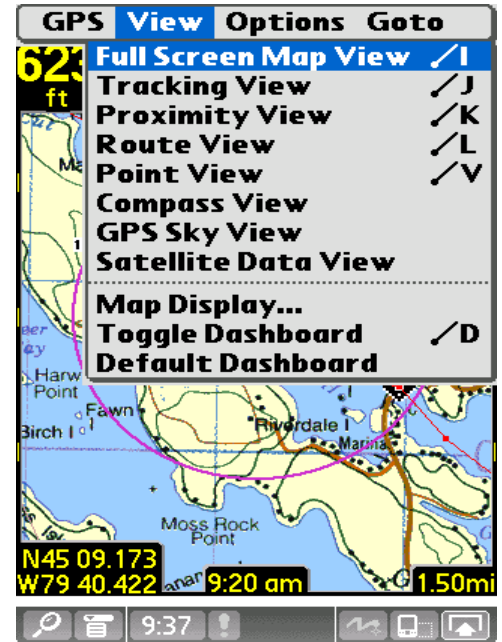 GPS View Options Goto
623
ft
Full Screen Map View I
Tracking View J
Proximity View K
Route View L
Point View V
Compass View
GPS Sky View
Satellite Data View
Map Display...
Toggle Dashboard D
Default Dashboard
Harw
Point
Fawn
Birch I
Riverdale I
Marina
Moss Rock
Point
N45 09.173
W79 40.422
9:20 am
1.50mi
9:37